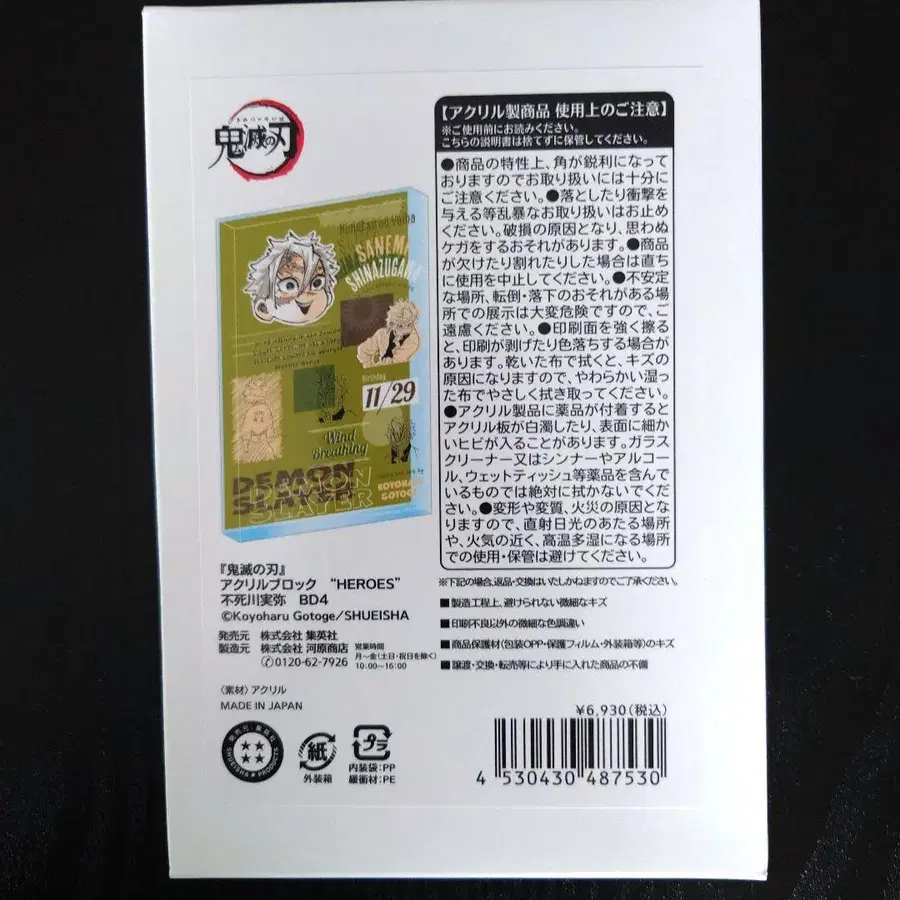 鬼滅の刃
Kimetsu no Yaiba
SANEMI
SHINAZUGAWA
Birthday
11/29
Wind
Breathing
DEMON
SLAYER
KOYOHARU
GOTOGE
【アクリル製商品 使用上のご注意】
※ご使用前にお読みください。
こちらの説明書は捨てずに保管してください。
●商品の特性上、角が鋭利になって
おりますのでお取り扱いには十分に
ご注意ください。●落としたり衝撃を
与える等乱暴なお取り扱いはお止め
ください。破損の原因となり、思わぬ
ケガをするおそれがあります。●商品
が欠けたり割れたりした場合は直ち
に使用を中止してください。●不安定
な場所、転倒・落下のおそれがある場
所での展示は大変危険ですので、ご
遠慮ください。●印刷面を強く擦る
と、印刷が剥げたり色落ちする場合が
あります。乾いた布で拭くと、キズの
原因になりますので、やわらかい湿っ
た布でやさしく拭き取ってください。
●アクリル製品に薬品が付着すると
アクリル板が白濁したり、表面に細か
いヒビが入ることがあります。ガラス
クリーナー又はシンナーやアルコー
ル、ウェットティッシュ等薬品を含んで
いるものでは絶対に拭かないでくだ
さい。●変形や変質、火災の原因とな
りますので、直射日光のあたる場所
や、火気の近く、高温多湿になる場所
での使用・保管は避けてください。
※下記の場合、返品・交換はいたしかねますのでご了承ください。
■製造工程上、避けられない微細なキズ
■印刷不良以外の微細な色調違い
■商品保護材(包装OPP・保護フィルム・外装箱等)のキズ
■譲渡・交換・転売等により手に入れた商品の不備
『鬼滅の刃』
アクリルブロック “HEROES”
不死川実弥 BD4
©Koyoharu Gotoge/SHUEISHA
発売元 株式会社 集英社
製造元 株式会社 河原商店
0120-62-7926
営業時間
月~金(土日・祝日を除く)
10:00~16:00
〈素材〉アクリル
MADE IN JAPAN
発売元・集英社
SHUEISHA PRODUCTS
紙
外装箱
プラ
内装袋:PP
緩衝材:PE
¥6,930(税込)
4 530430 487530